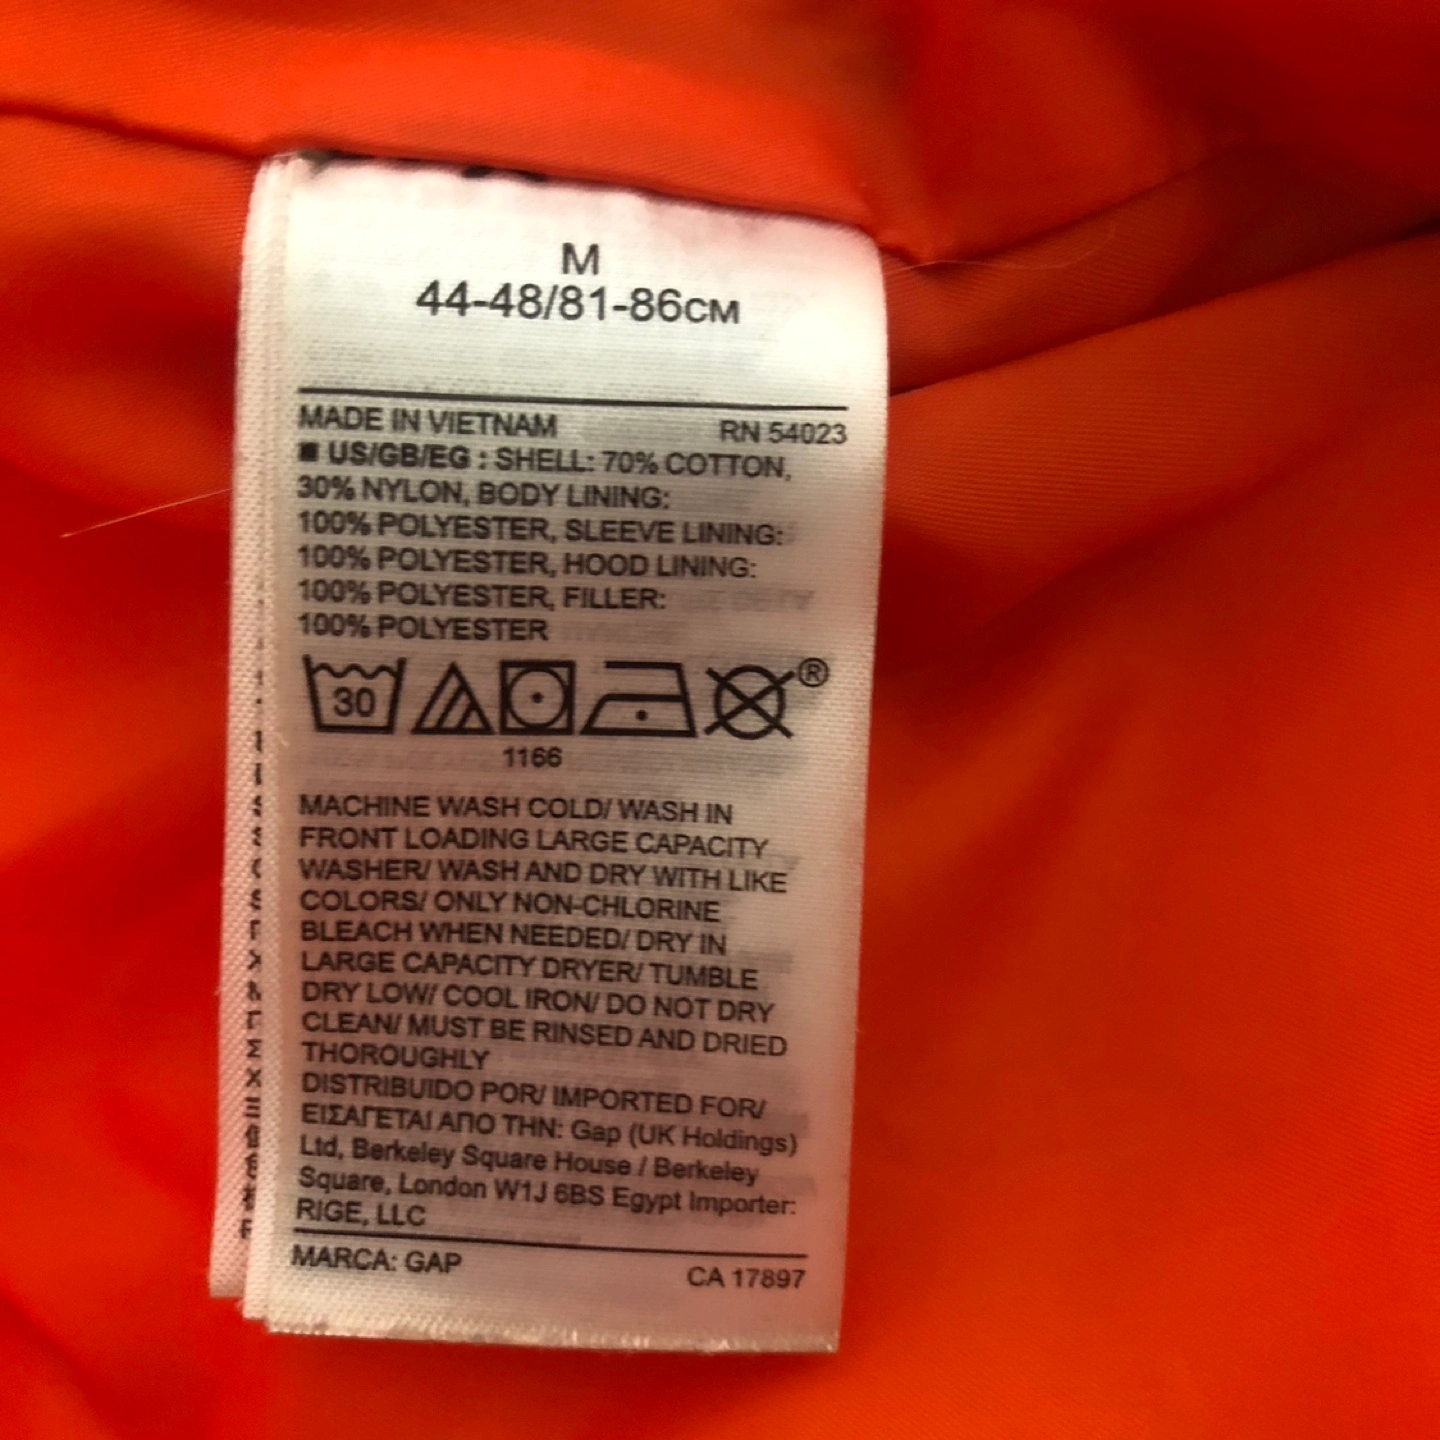 M
44-48/81-86CM
MADE IN VIETNAM RN 54023
■ US/GB/EG : SHELL: 70% COTTON,
30% NYLON, BODY LINING:
100% POLYESTER, SLEEVE LINING:
100% POLYESTER, HOOD LINING:
100% POLYESTER, FILLER:
100% POLYESTER
30 ®
1166
MACHINE WASH COLD/ WASH IN
FRONT LOADING LARGE CAPACITY
WASHER/ WASH AND DRY WITH LIKE
COLORS/ ONLY NON-CHLORINE
BLEACH WHEN NEEDED/ DRY IN
LARGE CAPACITY DRYER/ TUMBLE
DRY LOW/ COOL IRON/ DO NOT DRY
CLEAN/ MUST BE RINSED AND DRIED
THOROUGHLY
DISTRIBUIDO POR/ IMPORTED FOR/
ΕΙΣΑΓΕΤΑΙ ΑΠΟ ΤΗΝ: Gap (UK Holdings)
Ltd, Berkeley Square House / Berkeley
Square, London W1J 6BS Egypt Importer:
RIGE, LLC
MARCA: GAP CA 17897